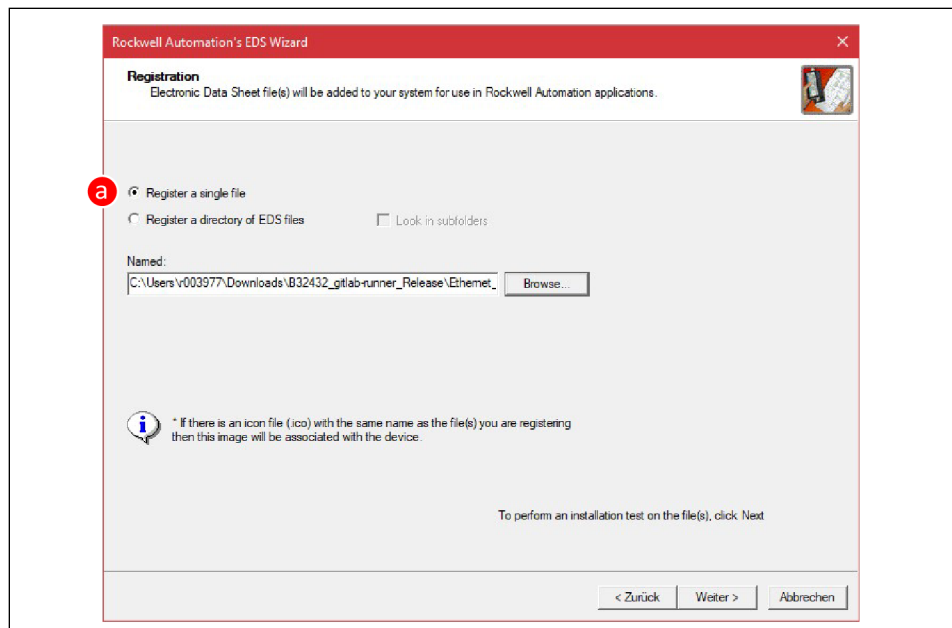 Rockwell Automation's EDS Wizard
Registration
Electronic Data Sheet file(s) will be added to your system for use in Rockwell Automation applications.
a
Register a single file
Register a directory of EDS files
Look in subfolders
Named:
C:\Users\r003977\Downloads\B32432_gitlab-runner_Release\Ethernet_
Browse...
* If there is an icon file (.ico) with the same name as the file(s) you are registering
then this image will be associated with the device.
To perform an installation test on the file(s), click Next
< Zurück
Weiter >
Abbrechen